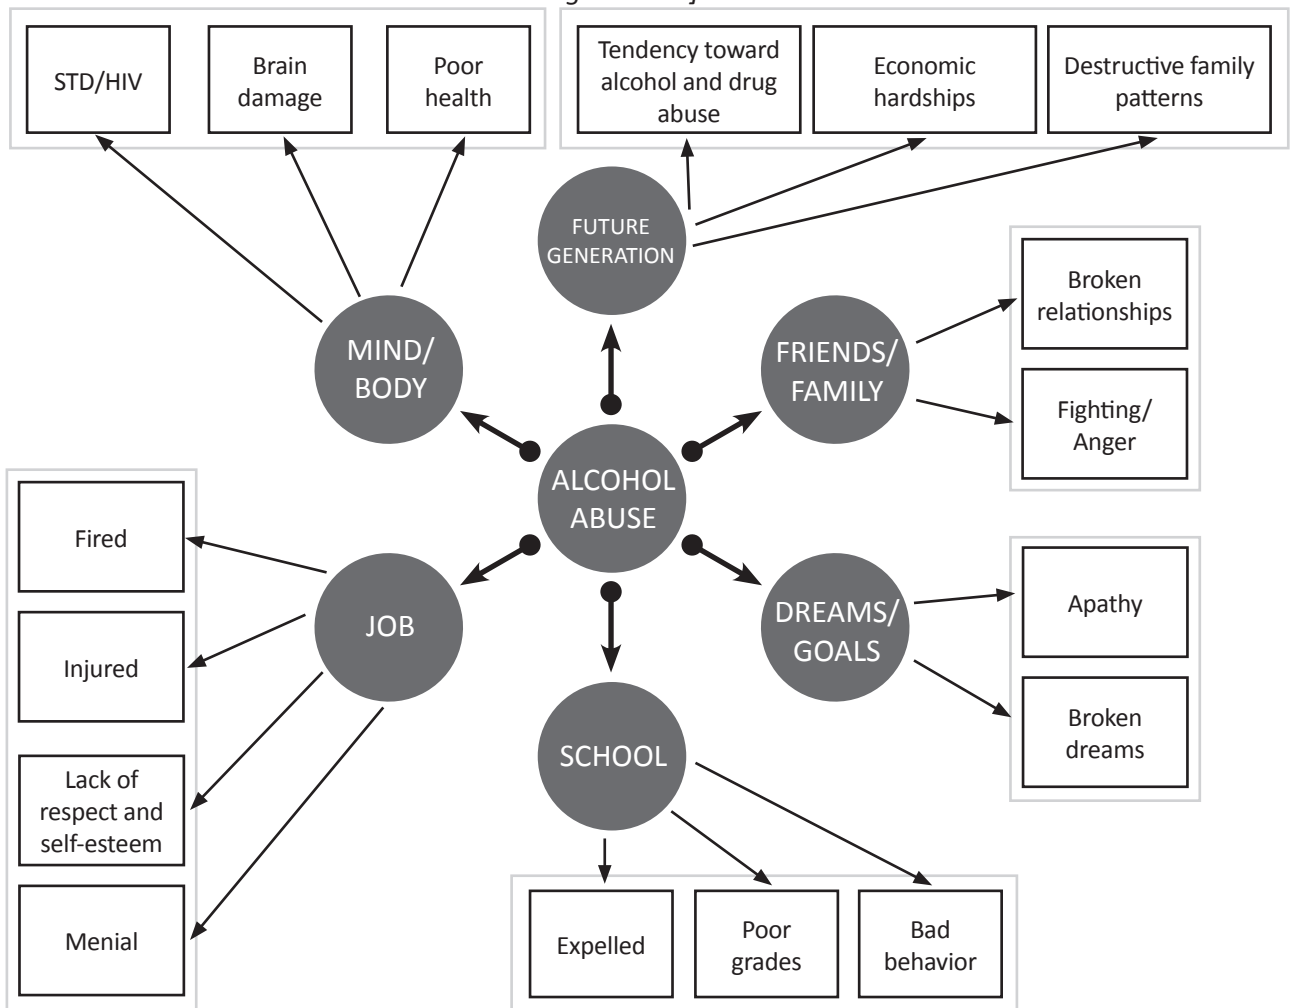 STD/HIV
Brain
damage
Poor
health
Tendency toward
alcohol and drug
abuse
Economic
hardships
Destructive family
patterns
FUTURE
GENERATION
MIND/
BODY
FRIENDS/
FAMILY
Broken
relationships
Fighting/
Anger
ALCOHOL
ABUSE
Fired
Injured
Lack of
respect and
self-esteem
Menial
JOB
DREAMS/
GOALS
Apathy
Broken
dreams
SCHOOL
Expelled
Poor
grades
Bad
behavior